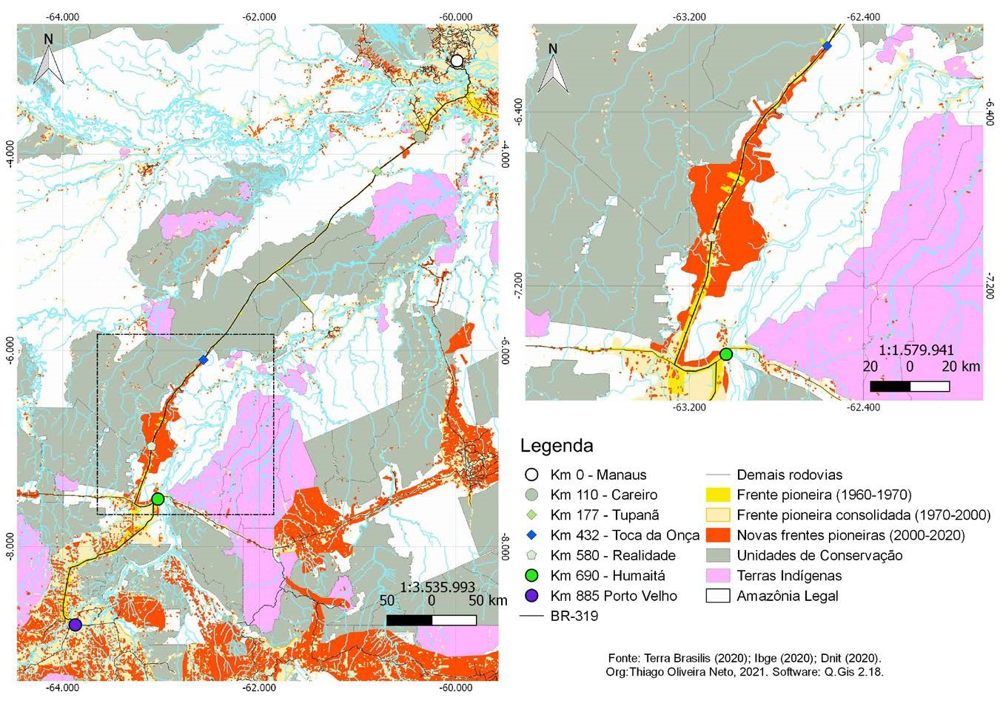 -64.000 -62.000 -60.000
-63.200 -62.400
N
N
-4.000 -4.000
-6.400 -6.400
-7.200 -7.200
-6.000 -6.000
1:1.579.941
20 0 20 km
-63.200 -62.400
-8.000 -8.000
1:3.535.993
50 0 50 km
-64.000 -62.000 -60.000
Legenda
Km 0 - Manaus
Km 110 - Careiro
Km 177 - Tupanã
Km 432 - Toca da Onça
Km 580 - Realidade
Km 690 - Humaitá
Km 885 Porto Velho
BR-319
Demais rodovias
Frente pioneira (1960-1970)
Frente pioneira consolidada (1970-2000)
Novas frentes pioneiras (2000-2020)
Unidades de Conservação
Terras Indígenas
Amazônia Legal
Fonte: Terra Brasilis (2020); Ibge (2020); Dnit (2020).
Org:Thiago Oliveira Neto, 2021. Software: Q.Gis 2.18.